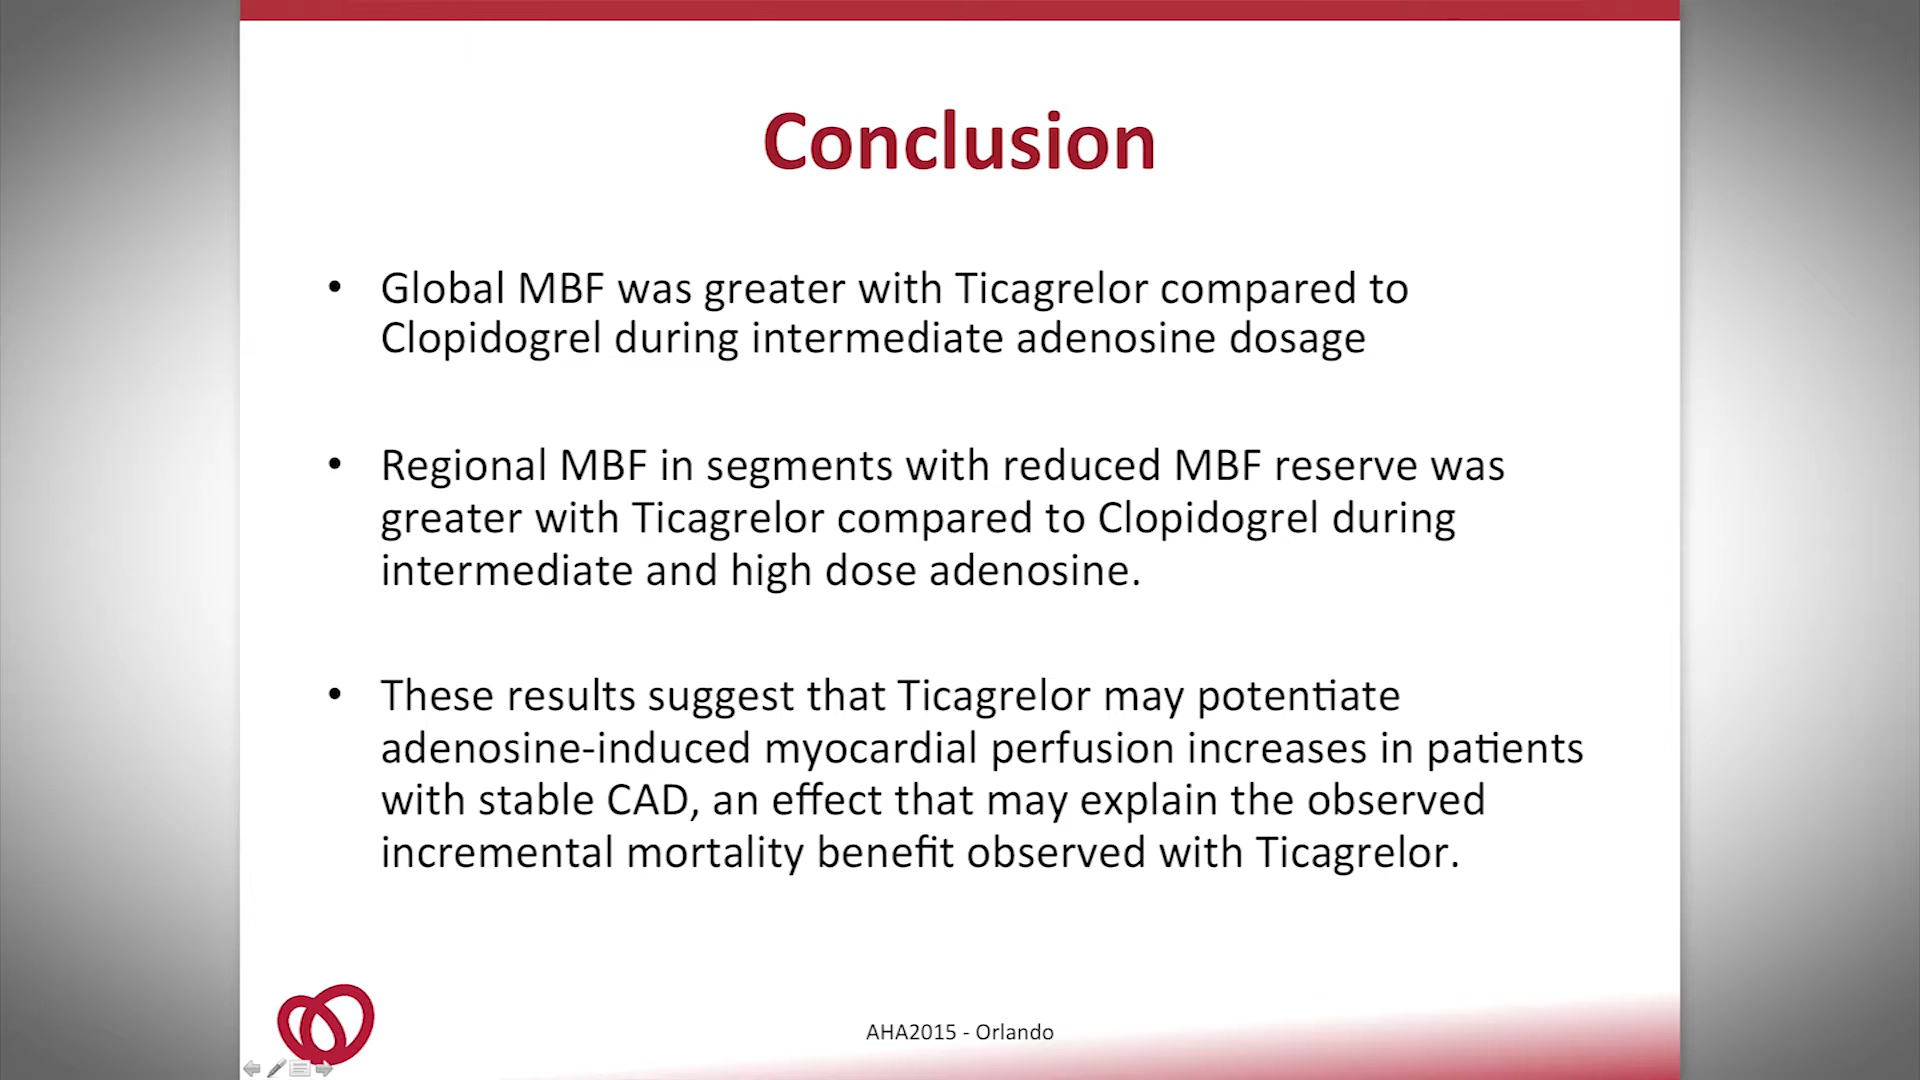 Conclusion
• Global MBF was greater with Ticagrelor compared to
Clopidogrel during intermediate adenosine dosage
• Regional MBF in segments with reduced MBF reserve was
greater with Ticagrelor compared to Clopidogrel during
intermediate and high dose adenosine.
• These results suggest that Ticagrelor may potentiate
adenosine-induced myocardial perfusion increases in patients
with stable CAD, an effect that may explain the observed
incremental mortality benefit observed with Ticagrelor.
AHA2015 - Orlando